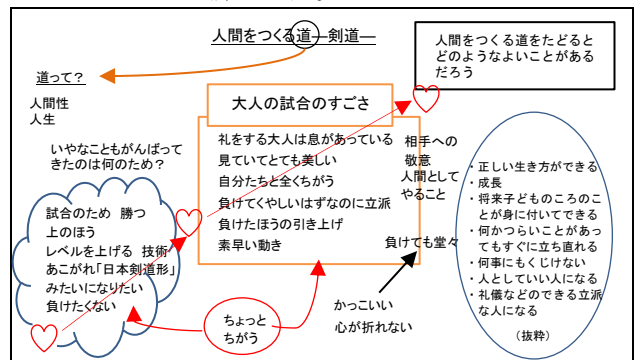 人間をつくる道―剣道―
人間をつくる道をたどると
どのようなよいことがある
だろう
道って？
人間性
人生
大人の試合のすごさ
いやなこともがんばって
きたのは何のため？
礼をする大人は息があっている
見ていてとても美しい
自分たちと全くちがう
負けてくやしいはずなのに立派
負けたほうの引き上げ
素早い動き
相手への
敬意
人間として
やること
負けても堂々
試合のため　勝つ
上のほう
レベルを上げる　技術
あこがれ「日本剣道形」
みたいになりたい
負けたくない
ちょっと
ちがう
かっこいい
心が折れない
・正しい生き方ができる
・成長
・将来子どものころのこ
とが身に付いてできる
・何かつらいことがあっ
てもすぐに立ち直れる
・何事にもくじけない
・人としていい人になる
・礼儀などのできる立派
な人になる
（抜粋）